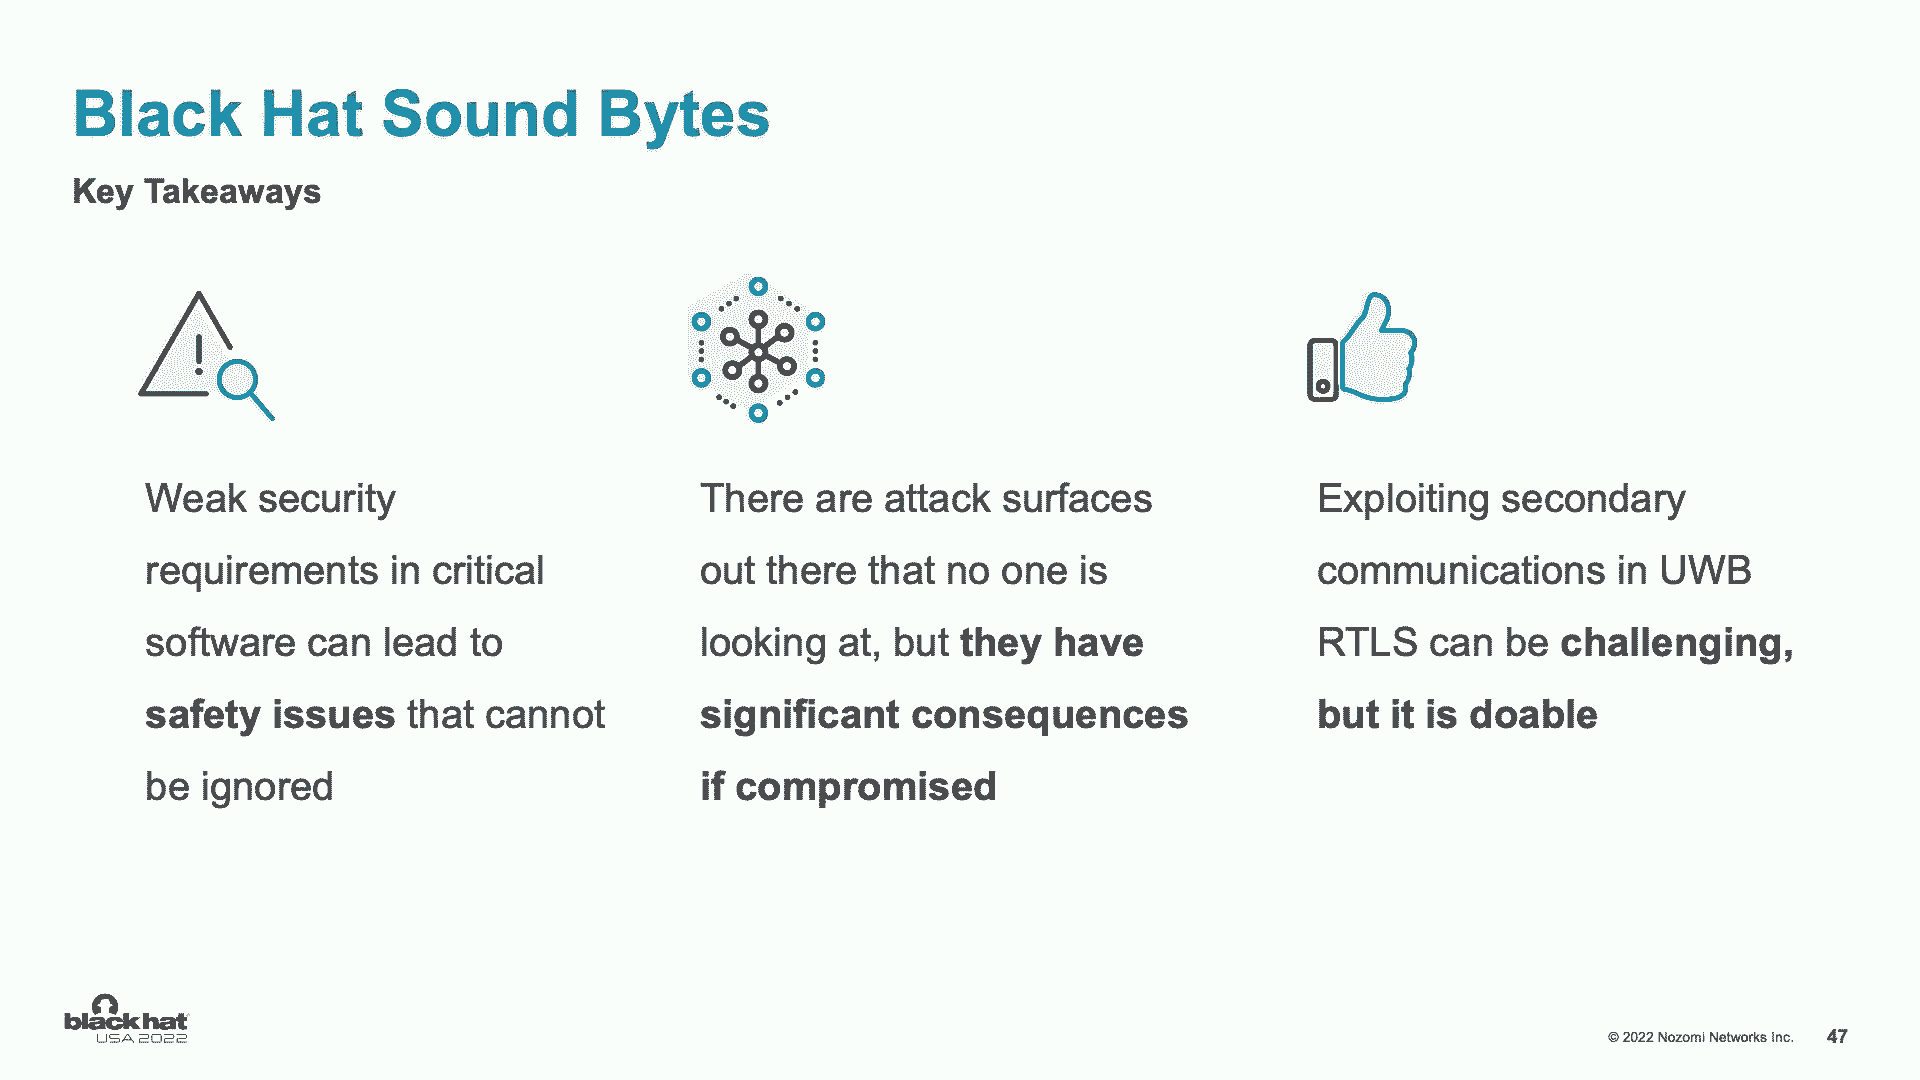 Black Hat Sound Bytes
Key Takeaways
Weak security
requirements in critical
software can lead to
safety issues that cannot
be ignored
There are attack surfaces
out there that no one is
looking at, but they have
significant consequences
if compromised
Exploiting secondary
communications in UWB
RTLS can be challenging,
but it is doable
blackhat
USA 2022
© 2022 Nozomi Networks Inc.
47